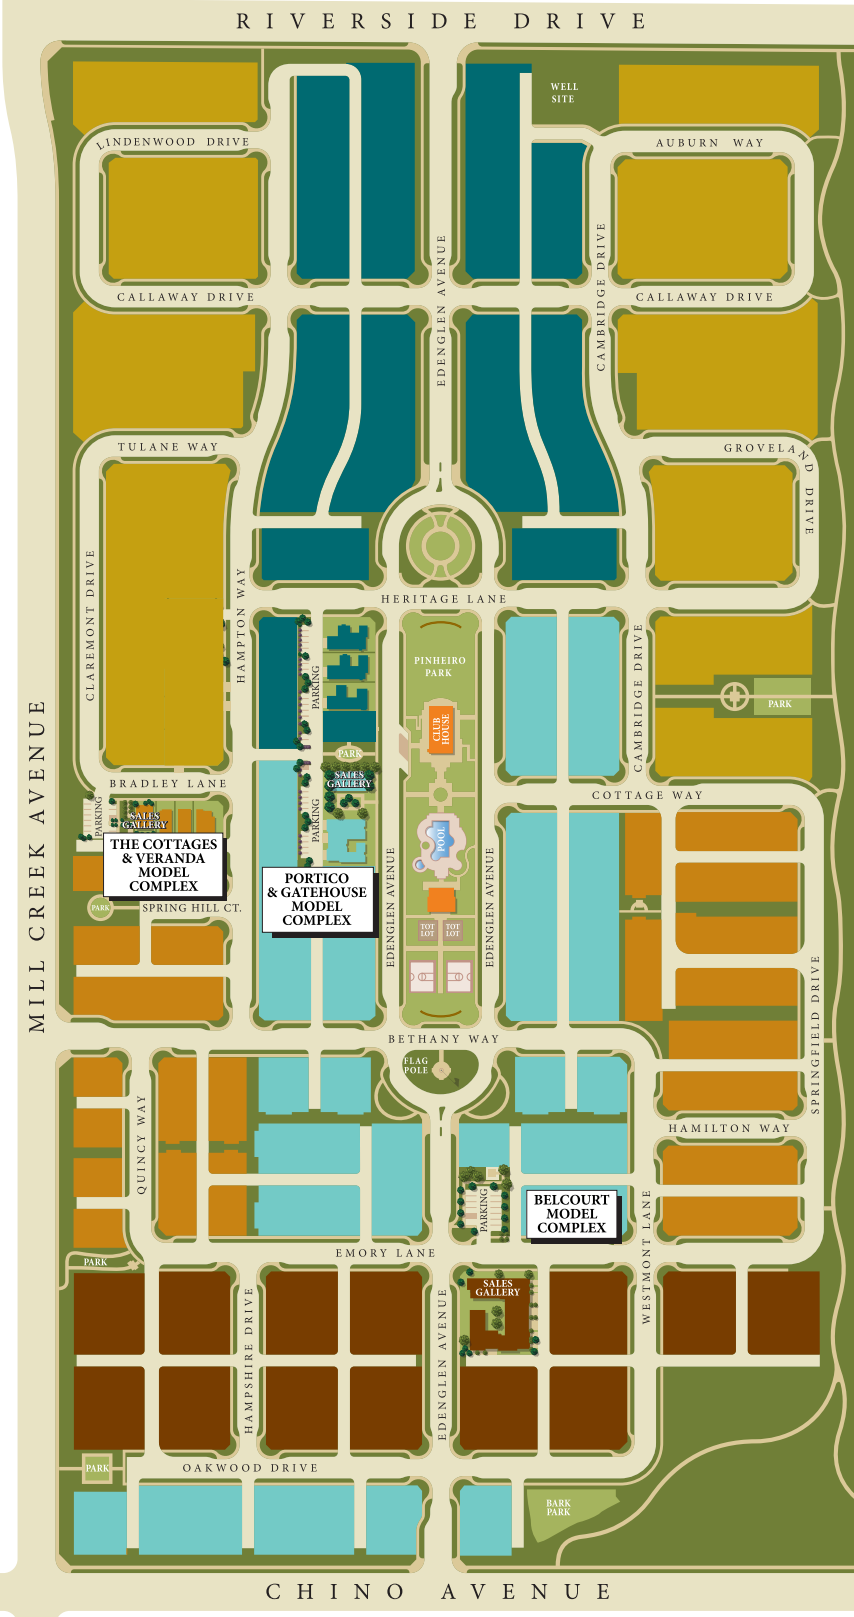 RIVERSIDE DRIVE
WELL
SITE
LINDENWOOD DRIVE
AUBURN WAY
EDENGLEN AVENUE
CAMBRIDGE DRIVE
CALLAWAY DRIVE
CALLAWAY DRIVE
TULANE WAY
GROVELAND DRIVE
CLAREMONT DRIVE
HAMPTON WAY
HERITAGE LANE
PINHEIRO
PARK
PARKING
CAMBRIDGE DRIVE
PARK
CLUB
HOUSE
MILL CREEK AVENUE
PARK
SALES
GALLERY
BRADLEY LANE
COTTAGE WAY
PARKING
SALES
GALLERY
PARKING
POOL
THE COTTAGES
& VERANDA
MODEL
COMPLEX
PORTICO
& GATEHOUSE
MODEL
COMPLEX
EDENGLEN AVENUE
EDENGLEN AVENUE
PARK
SPRING HILL CT.
TOT
LOT
TOT
LOT
SPRINGFIELD DRIVE
BETHANY WAY
FLAG
POLE
QUINCY WAY
HAMILTON WAY
PARKING
BELCOURT
MODEL
COMPLEX
WESTMONT LANE
EMORY LANE
PARK
SALES
GALLERY
HAMPSHIRE DRIVE
EDENGLEN AVENUE
PARK
OAKWOOD DRIVE
BARK
PARK
CHINO AVENUE